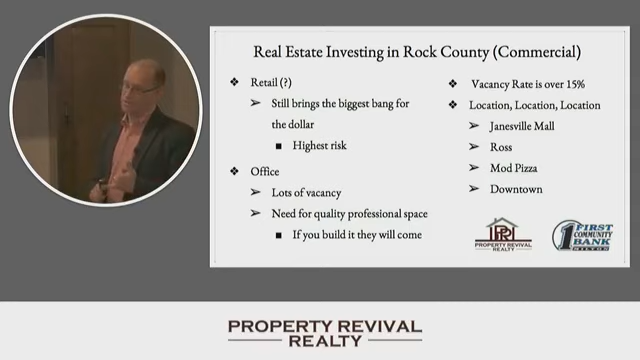 Real Estate Investing in Rock County (Commercial)
Retail (?)
Still brings the biggest bang for
the dollar
Highest risk
Office
Lots of vacancy
Need for quality professional space
If you build it they will come
Vacancy Rate is over 15%
Location, Location, Location
Janesville Mall
Ross
Mod Pizza
Downtown
PROPERTY REVIVAL
REALTY
1 FIRST
COMMUNITY
BANK
MILTON
PROPERTY REVIVAL
REALTY